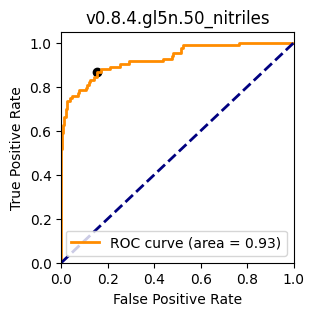 v0.8.4.gl5n.50_nitriles
1.0
0.8
0.6
0.4
0.2
0.0
True Positive Rate
ROC curve (area = 0.93)
0.0 0.2 0.4 0.6 0.8 1.0
False Positive Rate